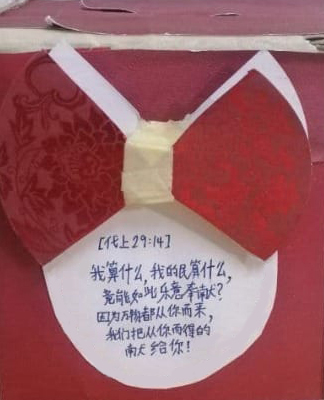 [代上29:14]
我算什么,我的民算什么,
竟能如此乐意奉献?
因为万物都从你而来,
我们把从你而得的
献给你!